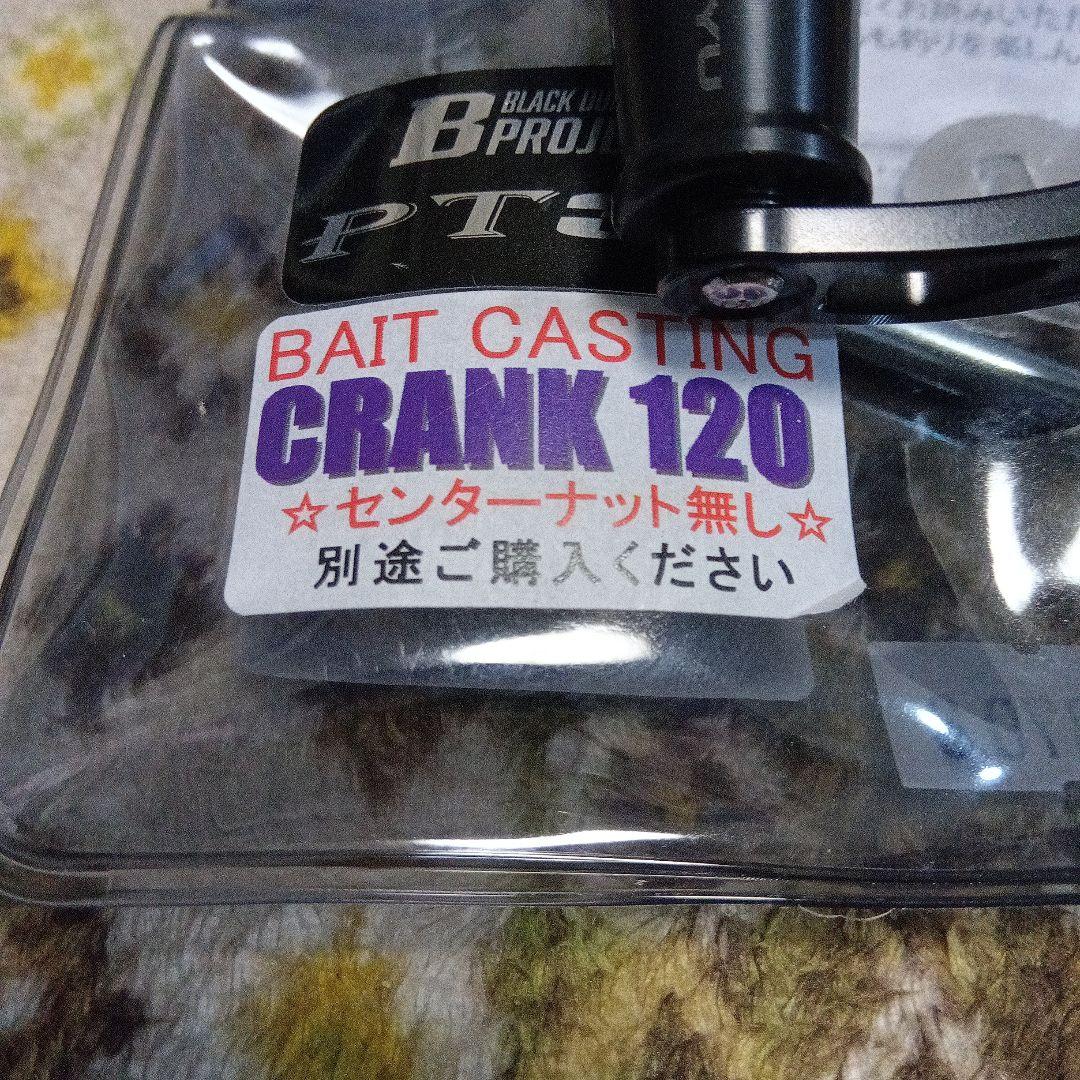 BLACK
B PROJ
PT3
BAIT CASTING
CRANK 120
☆センターナット無し☆
別途ご購入ください